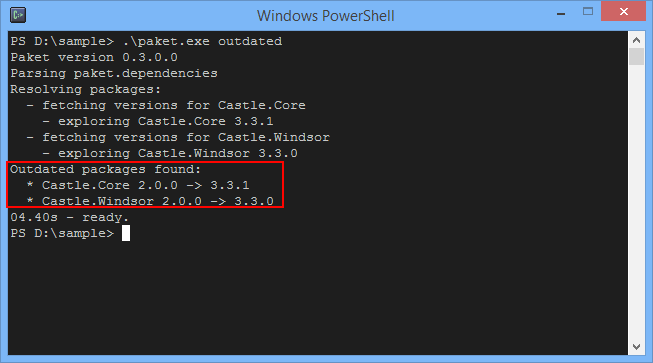 Windows PowerShell
PS D:\sample> .\paket.exe outdated
Paket version 0.3.0.0
Parsing paket.dependencies
Resolving packages:
  - fetching versions for Castle.Core
    - exploring Castle.Core 3.3.1
  - fetching versions for Castle.Windsor
    - exploring Castle.Windsor 3.3.0
Outdated packages found:
  * Castle.Core 2.0.0 -> 3.3.1
  * Castle.Windsor 2.0.0 -> 3.3.0
04.40s - ready.
PS D:\sample>